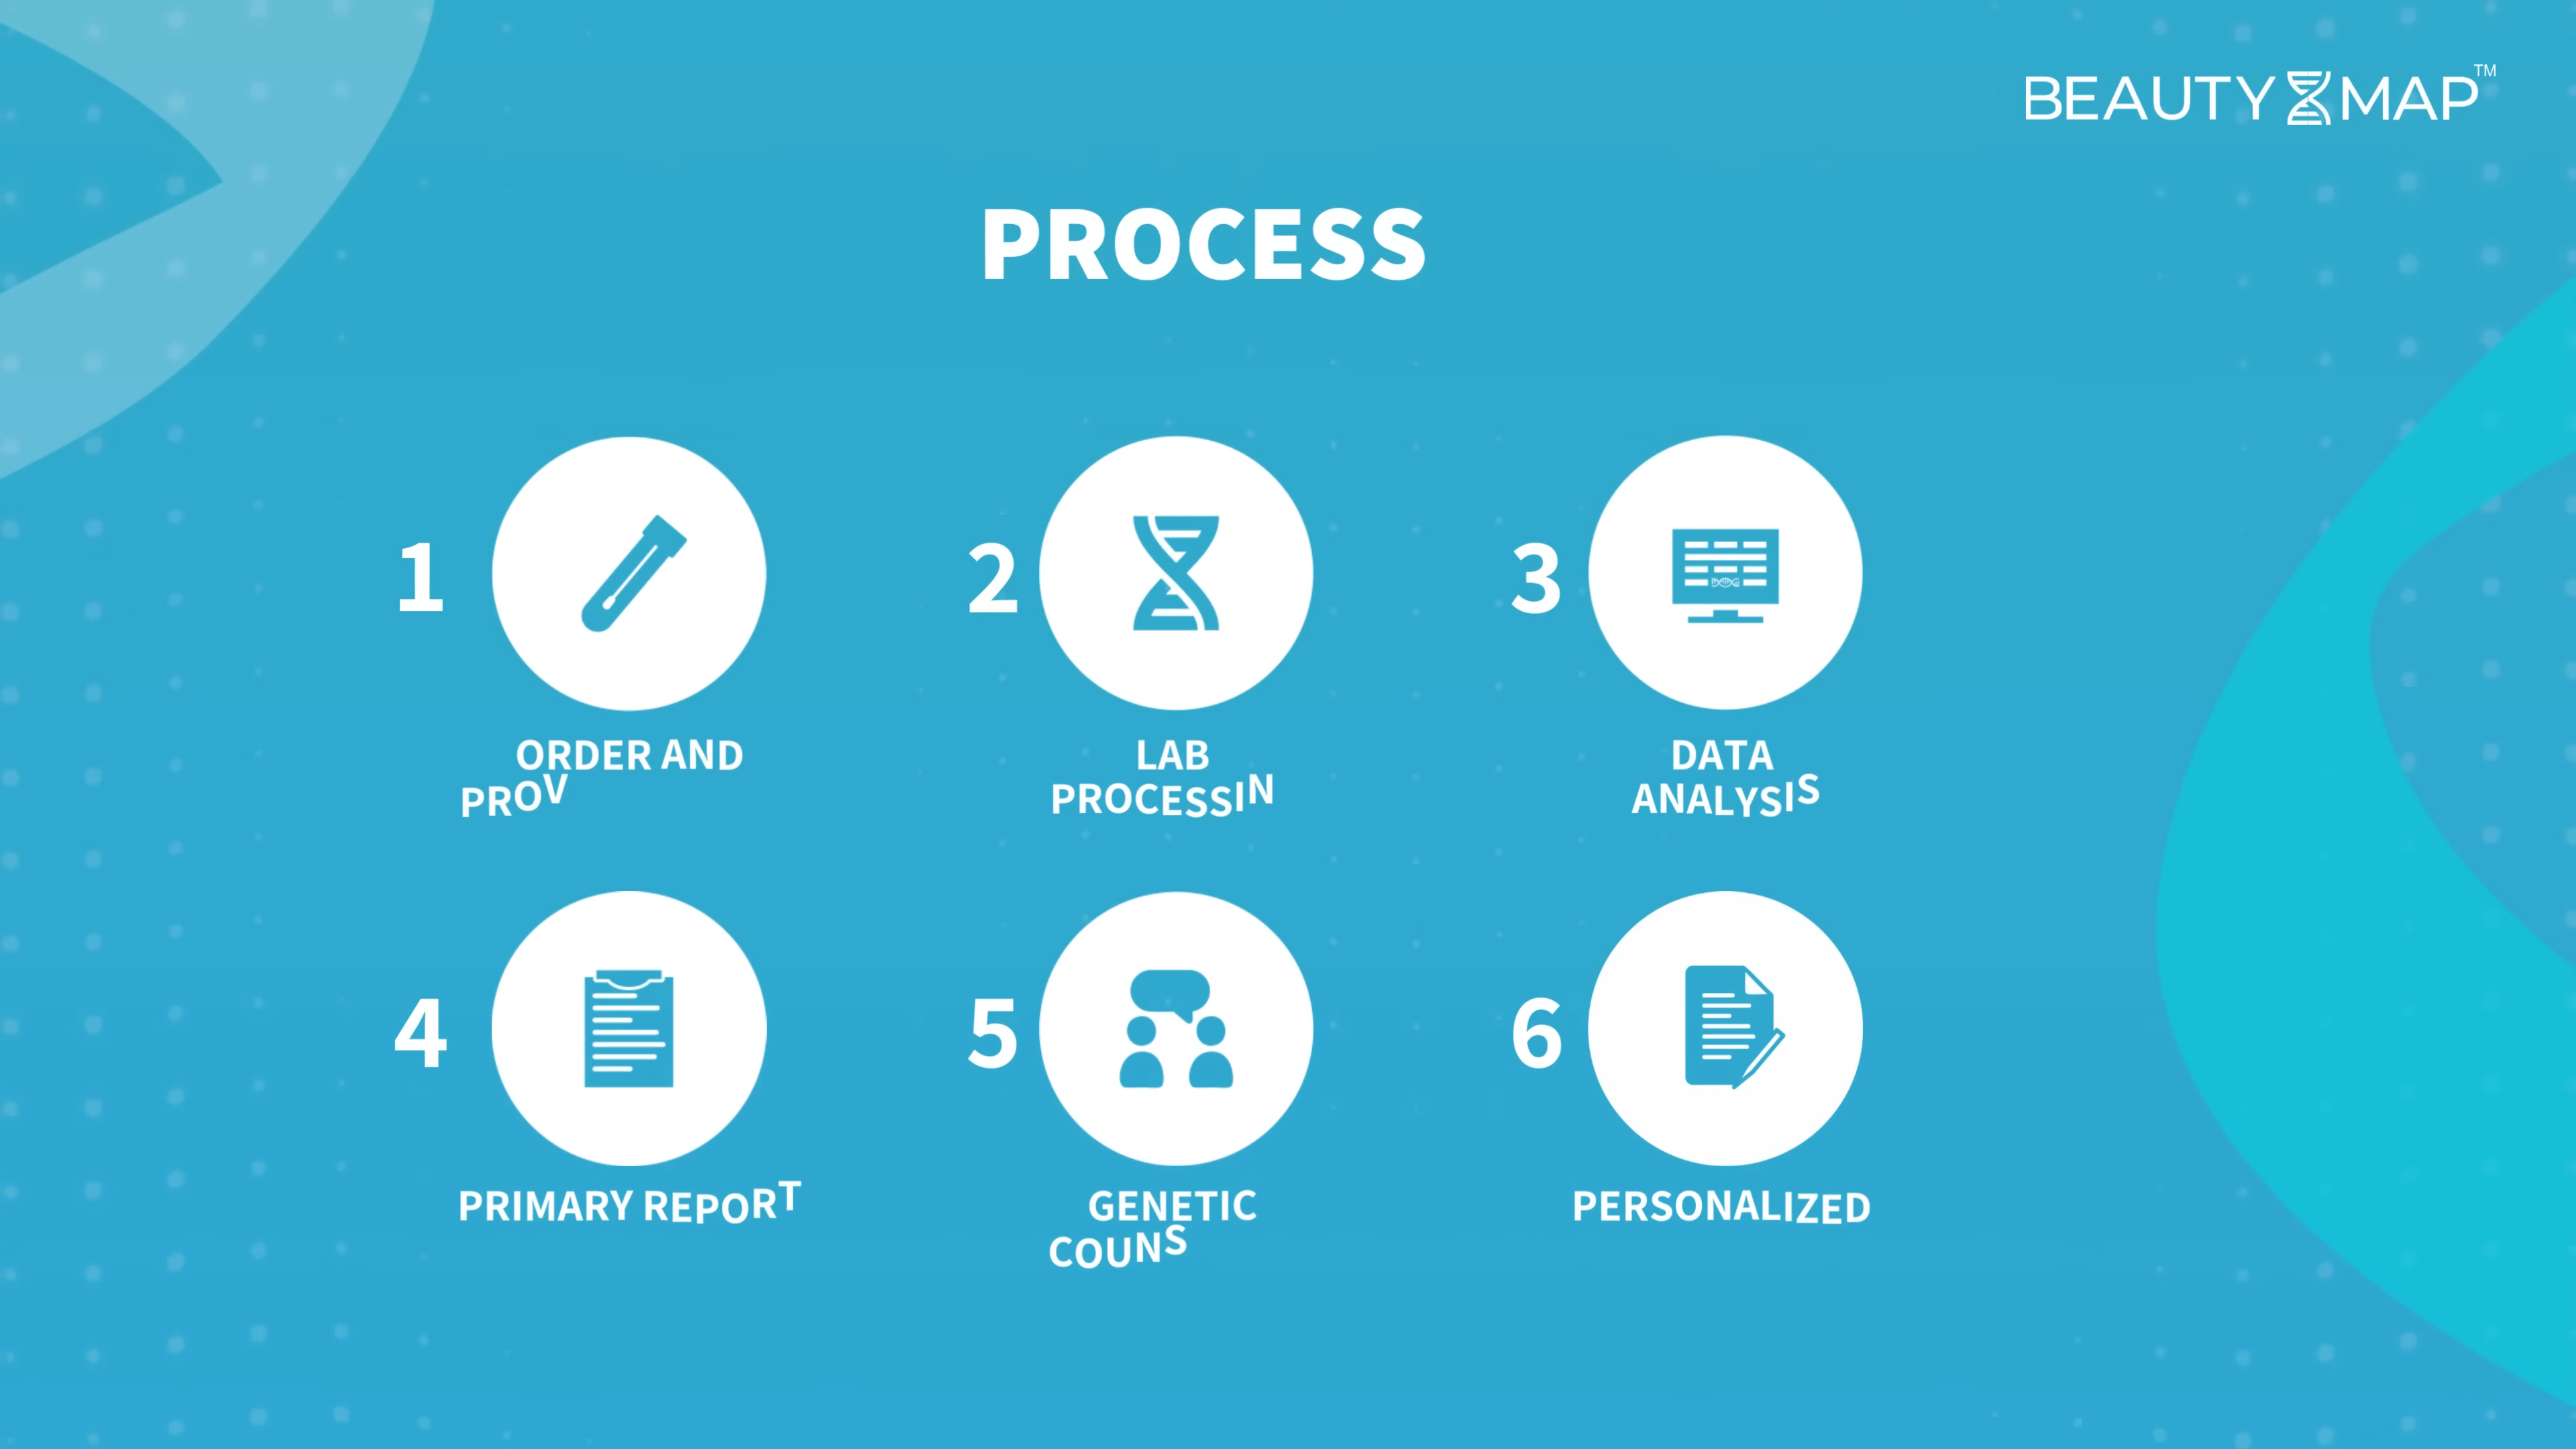 BEAUTY MAP™
PROCESS
1
2
3
ORDER AND
PROV
LAB
PROCESSIN
DATA
ANALYSIS
4
5
6
PRIMARY REPORT
GENETIC
COUNS
PERSONALIZED